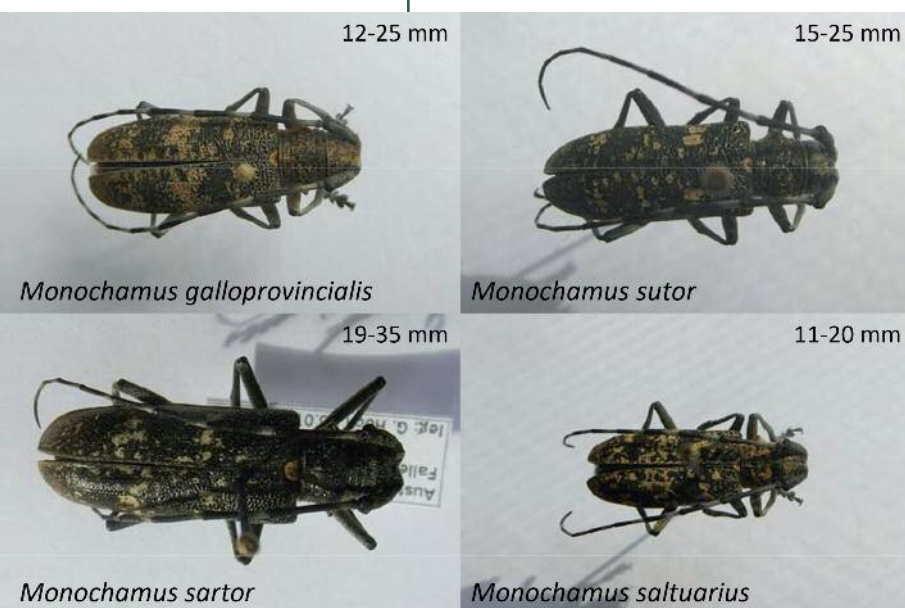 12-25 mm
Monochamus galloprovincialis
15-25 mm
Monochamus sutor
19-35 mm
Monochamus sartor
11-20 mm
Monochamus saltuarius